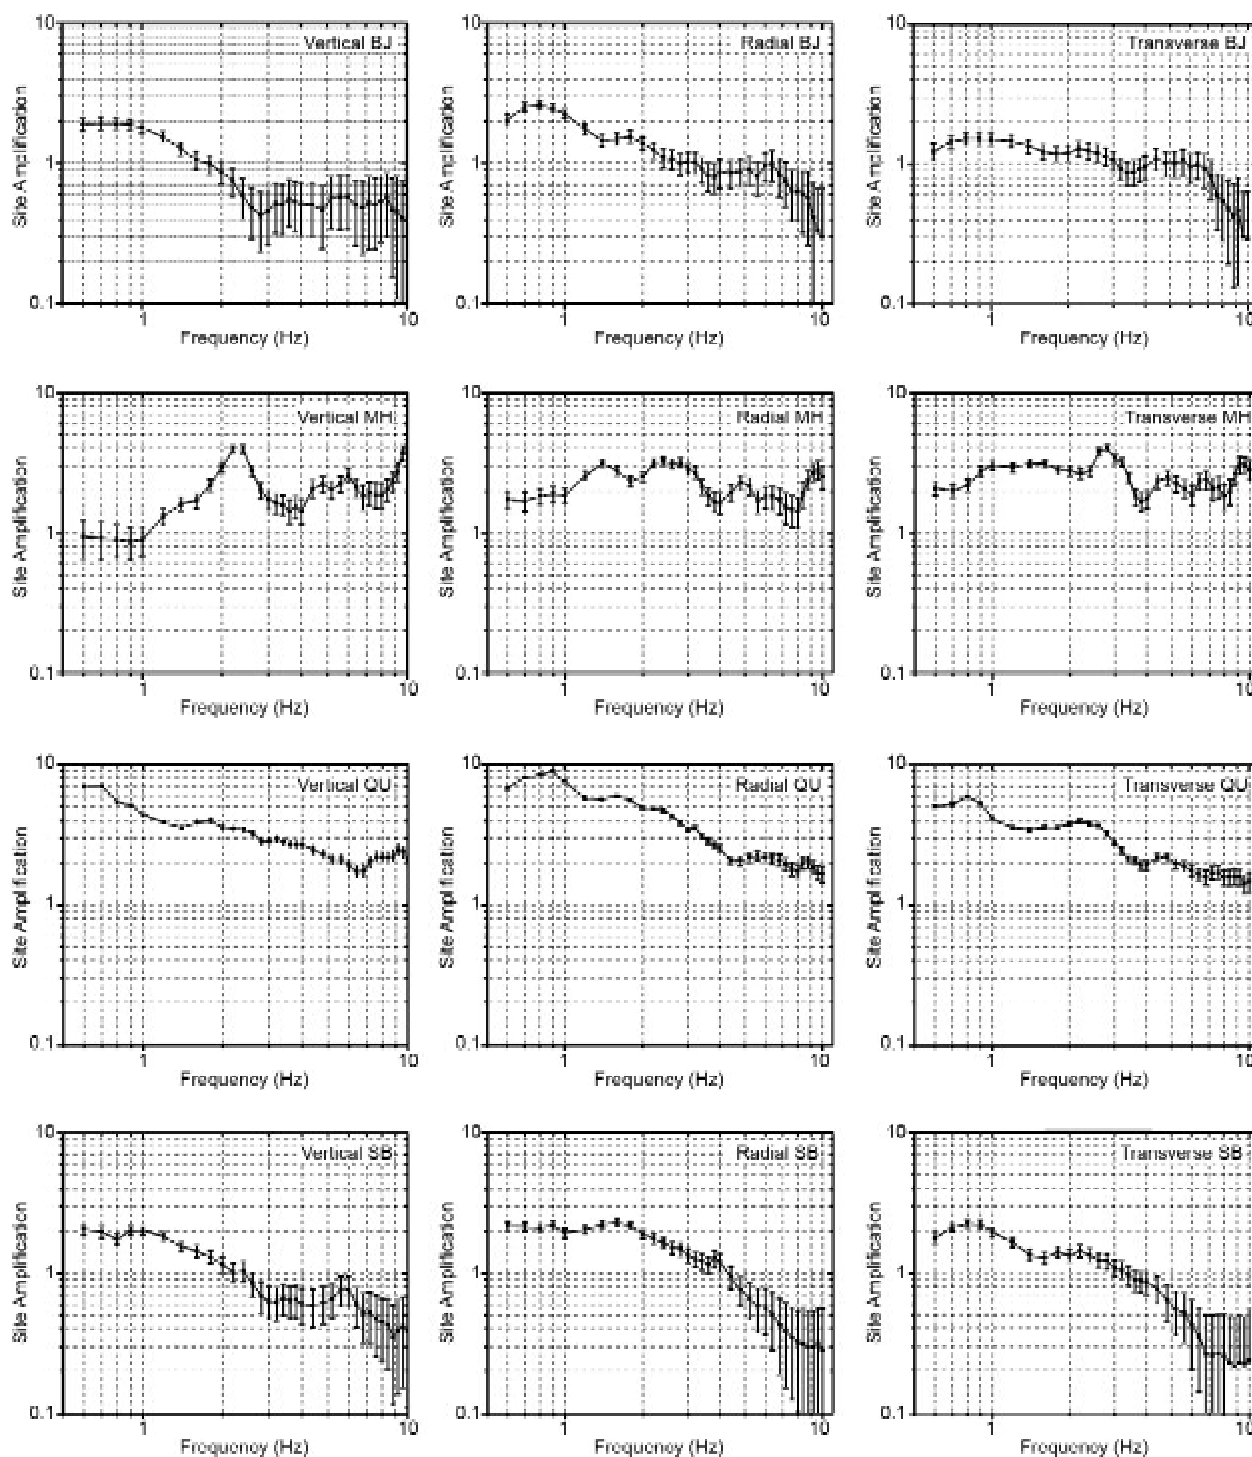 10 Vertical BJ 10 Radial BJ 10 Transverse BJ
Site Amplification Site Amplification Site Amplification
1 1 1
0.1 0.1 0.1
1 10 1 10 1 10
Frequency (Hz) Frequency (Hz) Frequency (Hz)
10 Vertical MH 10 Radial MH 10 Transverse MH
Site Amplification Site Amplification Site Amplification
1 1 1
0.1 0.1 0.1
1 10 1 10 1 10
Frequency (Hz) Frequency (Hz) Frequency (Hz)
10 Vertical QU 10 Radial QU 10 Transverse QU
Site Amplification Site Amplification Site Amplification
1 1 1
0.1 0.1 0.1
1 10 1 10 1 10
Frequency (Hz) Frequency (Hz) Frequency (Hz)
10 Vertical SB 10 Radial SB 10 Transverse SB
Site Amplification Site Amplification Site Amplification
1 1 1
0.1 0.1 0.1
1 10 1 10 1 10
Frequency (Hz) Frequency (Hz) Frequency (Hz)